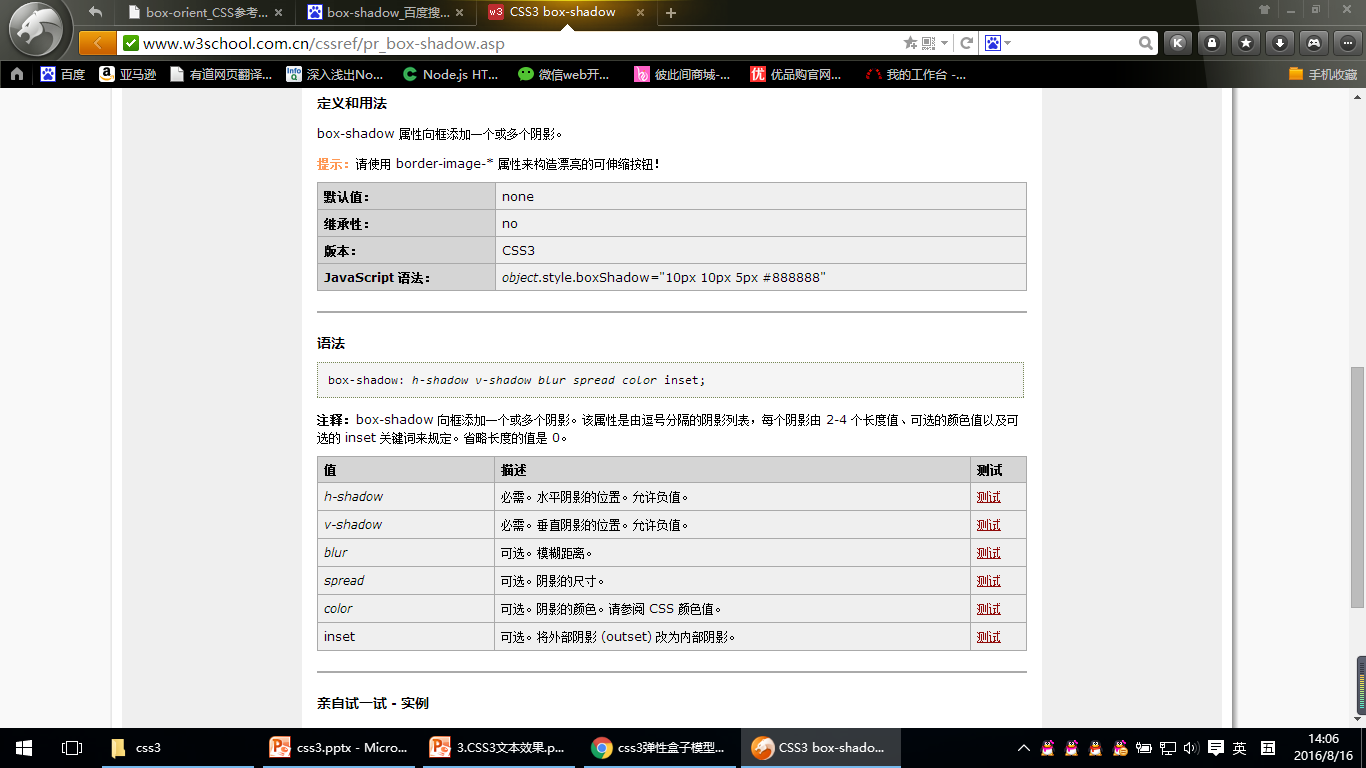 box-orient_CSS参考...
box-shadow_百度搜...
w3 CSS3 box-shadow
www.w3school.com.cn/cssref/pr_box-shadow.asp
K
百度
亚马逊
有道网页翻译...
深入浅出No...
Node.js HT...
微信web开...
彼此间商城-...
优品购官网...
我的工作台 -...
手机收藏
定义和用法
box-shadow 属性向框添加一个或多个阴影。
提示：请使用 border-image-* 属性来构造漂亮的可伸缩按钮！
默认值： none
继承性： no
版本： CSS3
JavaScript 语法： object.style.boxShadow="10px 10px 5px #888888"
语法
box-shadow: h-shadow v-shadow blur spread color inset;
注释：box-shadow 向框添加一个或多个阴影。该属性是由逗号分隔的阴影列表，每个阴影由 2-4 个长度值、可选的颜色值以及可
选的 inset 关键词来规定。省略长度的值是 0。
值 描述 测试
h-shadow 必需。水平阴影的位置。允许负值。 测试
v-shadow 必需。垂直阴影的位置。允许负值。 测试
blur 可选。模糊距离。 测试
spread 可选。阴影的尺寸。 测试
color 可选。阴影的颜色。请参阅 CSS 颜色值。 测试
inset 可选。将外部阴影 (outset) 改为内部阴影。 测试
亲自试一试 - 实例
css3
css3.pptx - Micro...
3.CSS3文本效果.p...
css3弹性盒子模型...
CSS3 box-shado...
英
14:06
2016/8/16